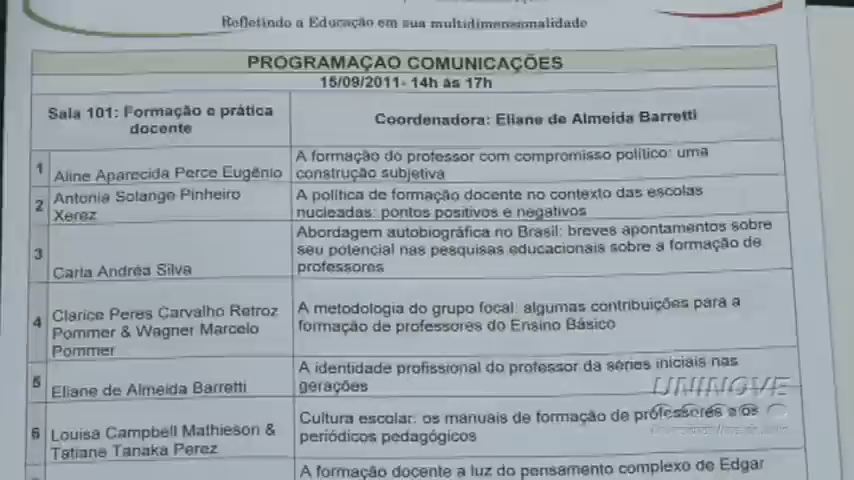 Refletindo a Educação em sua multidimensionalidade
PROGRAMAÇAO COMUNICAÇÕES
15/09/2011- 14h às 17h
Sala 101: Formação e prática
docente
Coordenadora: Eliane de Almeida Barretti
1
Aline Aparecida Perce Eugênio
A formação do professor com compromisso político: uma
construção subjetiva
2
Antonia Solange Pinheiro
Xerez
A política de formação docente no contexto das escolas
nucleadas: pontos positivos e negativos
3
Carla Andréa Silva
Abordagem autobiográfica no Brasil: breves apontamentos sobre
seu potencial nas pesquisas educacionais sobre a formação de
professores
4
Clarice Peres Carvalho Retroz
Pommer & Wagner Marcelo
Pommer
A metodologia do grupo focal: algumas contribuições para a
formação de professores do Ensino Básico
5
Eliane de Almeida Barretti
A identidade profissional do professor da séries iniciais nas
gerações
6
Louisa Campbell Mathieson &
Tatiane Tanaka Perez
Cultura escolar: os manuais de formação de professores e os
periódicos pedagógicos
A formação docente a luz do pensamento complexo de Edgar
UNINOVE